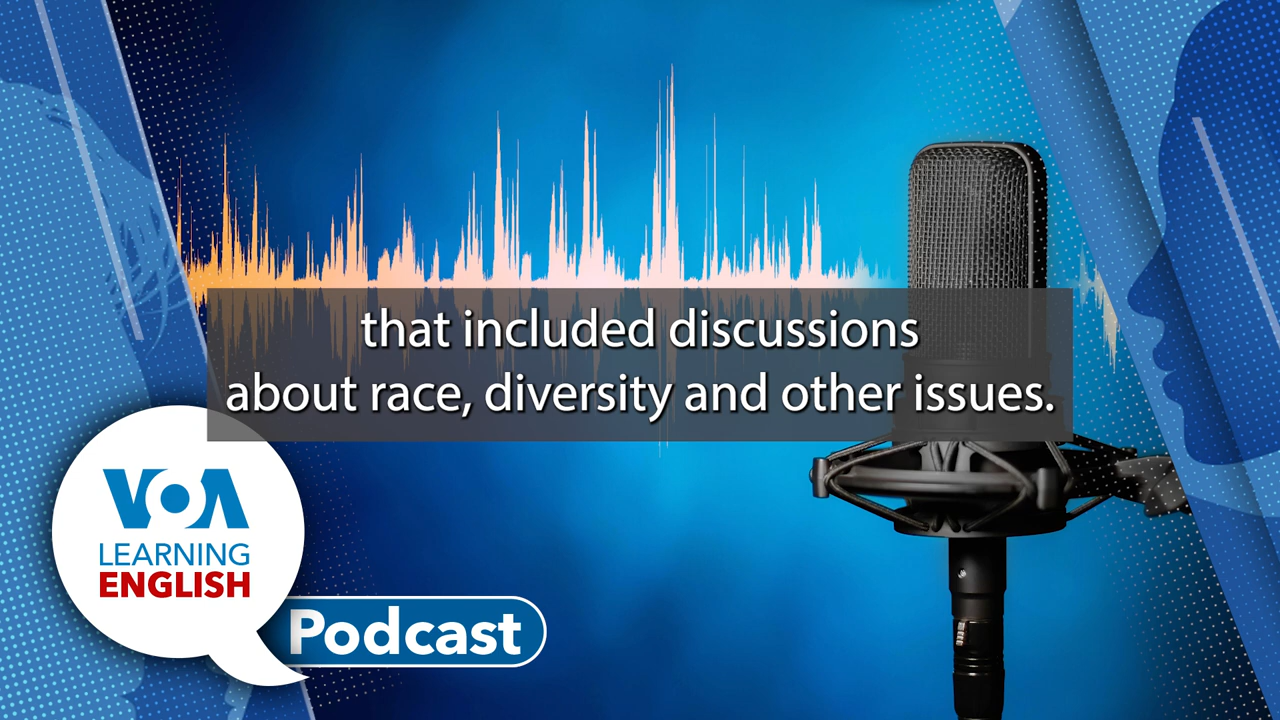 that included discussions
about race, diversity and other issues.
VOA
LEARNING
ENGLISH
Podcast